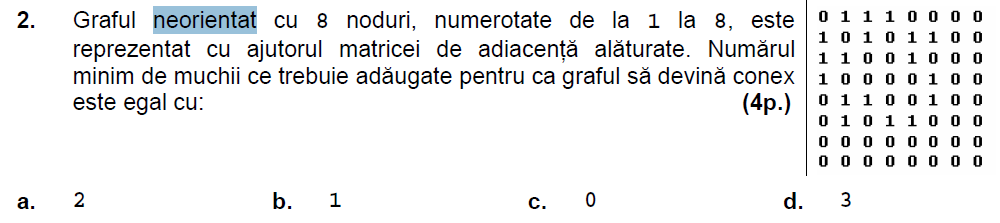 2. Graful neorientat cu 8 noduri, numerotate de la 1 la 8, este
reprezentat cu ajutorul matricei de adiacență alăturate. Numărul
minim de muchii ce trebuie adăugate pentru ca graful să devină conex
este egal cu: (4p.)
0 1 1 1 0 0 0 0
1 0 1 0 1 1 0 0
1 1 0 0 1 0 0 0
1 0 0 0 0 1 0 0
0 1 1 0 0 1 0 0
0 1 0 1 1 0 0 0
0 0 0 0 0 0 0 0
0 0 0 0 0 0 0 0
a. 2 b. 1 c. 0 d. 3